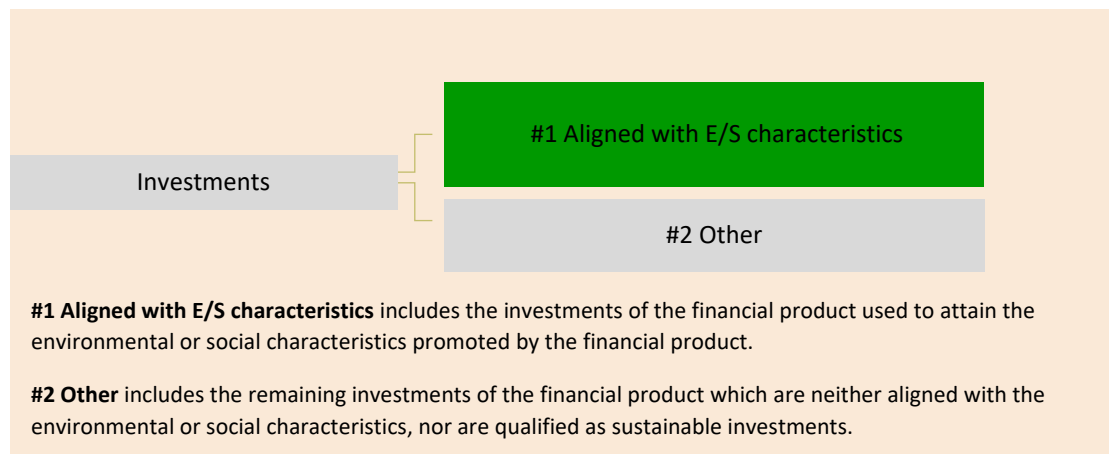 #1 Aligned with E/S characteristics
Investments
#2 Other
#1 Aligned with E/S characteristics includes the investments of the financial product used to attain the
environmental or social characteristics promoted by the financial product.
#2 Other includes the remaining investments of the financial product which are neither aligned with the
environmental or social characteristics, nor are qualified as sustainable investments.